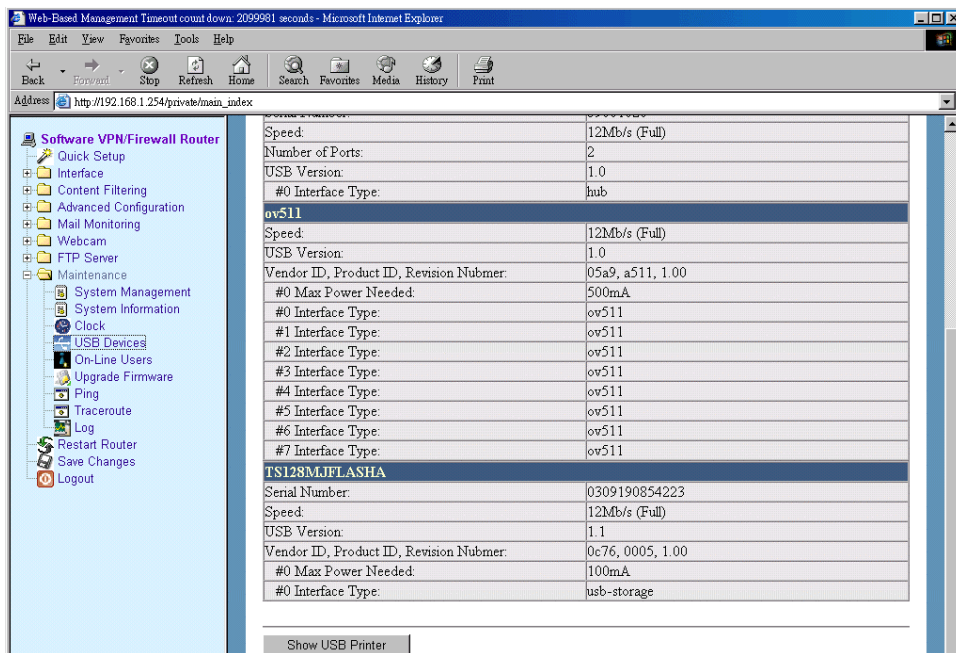 Web-Based Management Timeout count down: 2099981 seconds - Microsoft Internet Explorer
File Edit View Favorites Tools Help
Back Forward Stop Refresh Home Search Favorites Media History Print
Address http://192.168.1.254/private/main_index
Software VPN/Firewall Router
Quick Setup
Interface
Content Filtering
Advanced Configuration
Mail Monitoring
Webcam
FTP Server
Maintenance
System Management
System Information
Clock
USB Devices
On-Line Users
Upgrade Firmware
Ping
Traceroute
Log
Restart Router
Save Changes
Logout
Speed: 12Mb/s (Full)
Number of Ports: 2
USB Version: 1.0
#0 Interface Type: hub
ov511
Speed: 12Mb/s (Full)
USB Version: 1.0
Vendor ID, Product ID, Revision Nubmer: 05a9, a511, 1.00
#0 Max Power Needed: 500mA
#0 Interface Type: ov511
#1 Interface Type: ov511
#2 Interface Type: ov511
#3 Interface Type: ov511
#4 Interface Type: ov511
#5 Interface Type: ov511
#6 Interface Type: ov511
#7 Interface Type: ov511
TS128MJFLASHA
Serial Number: 0309190854223
Speed: 12Mb/s (Full)
USB Version: 1.1
Vendor ID, Product ID, Revision Nubmer: 0c76, 0005, 1.00
#0 Max Power Needed: 100mA
#0 Interface Type: usb-storage
Show USB Printer